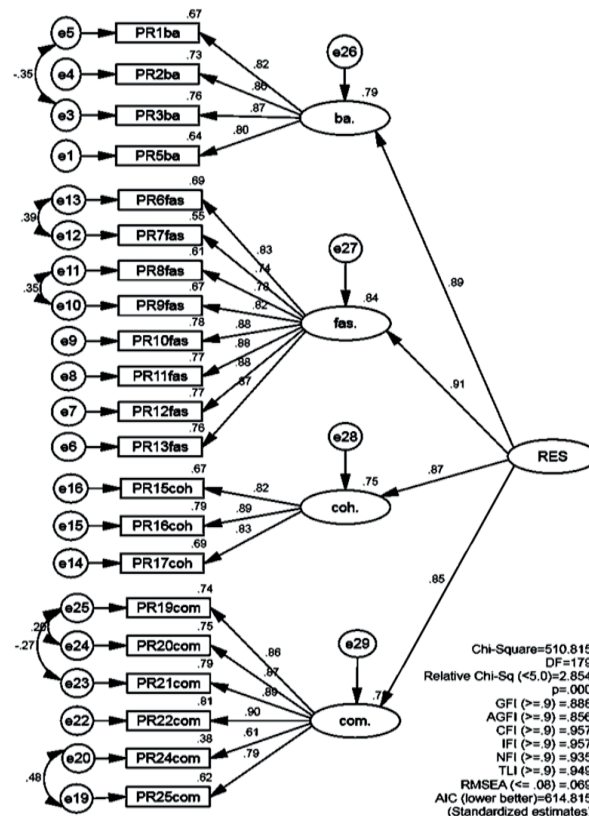 .67
e5 PR1ba
.82
e26
.73
e4 PR2ba
.86
-.35
.76
.79
e3 PR3ba
.87
ba.
.80
.64
e1 PR5ba
.69
e13 PR6fas
.39
.55
e12 PR7fas
.83
e27
.61
.74
e11 PR8fas
.78
.89
.35
.67
e10 PR9fas
.82
.84
.78
fas.
e9 PR10fas
.88
.77
.88
e8 PR11fas
.88
.77
.87
.91
e7 PR12fas
.76
e6 PR13fas
e28
RES
.67
.87
e16 PR15coh
.82
.75
.79
.89
e15 PR16coh
coh.
.69
.83
e14 PR17coh
.85
.74
e25 PR19com
e29
.75
e24 PR20com
.86
-.27
.79
.87
e23 PR21com
.89
.81
e22 PR22com
.90
com.
.38
.61
e20 PR24com
.79
.48
.62
e19 PR25com
Chi-Square=510.815
DF=179
Relative Chi-Sq (<5.0)=2.854
p=.000
GFI (>=.9) =.888
AGFI (>=.9) =.856
CFI (>=.9) =.957
IFI (>=.9) =.957
NFI (>=.9) =.935
TLI (>=.9) =.949
RMSEA (<= .08) =.069
AIC (lower better)=614.815
(Standardized estimates)